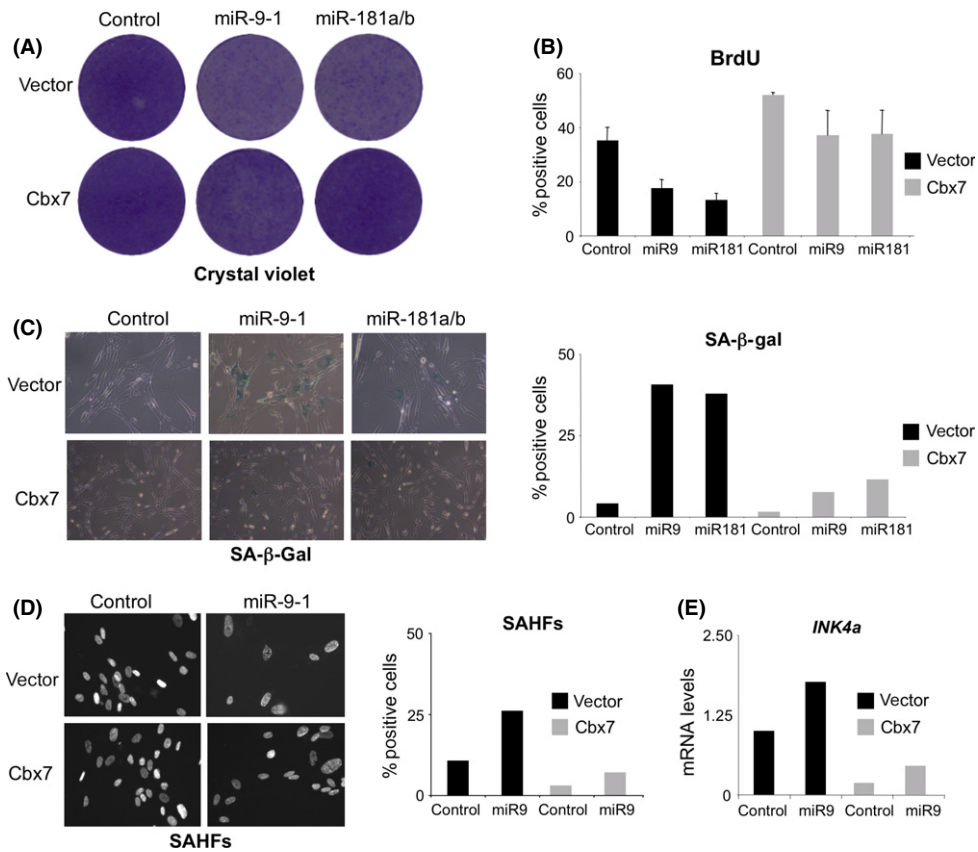 (A)
Control miR-9-1 miR-181a/b
Vector
Cbx7
Crystal violet
(B)
BrdU
% positive cells
60
40
20
0
Control miR9 miR181 Control miR9 miR181
Vector
Cbx7
(C)
Control miR-9-1 miR-181a/b
Vector
Cbx7
SA-β-Gal
SA-β-gal
% positive cells
50
25
0
Control miR9 miR181 Control miR9 miR181
Vector
Cbx7
(D)
Control miR-9-1
Vector
Cbx7
SAHFs
SAHFs
% positive cells
50
25
0
Control miR9 Control miR9
Vector
Cbx7
(E)
INK4a
mRNA levels
2.50
1.25
0
Control miR9 Control miR9
Vector
Cbx7